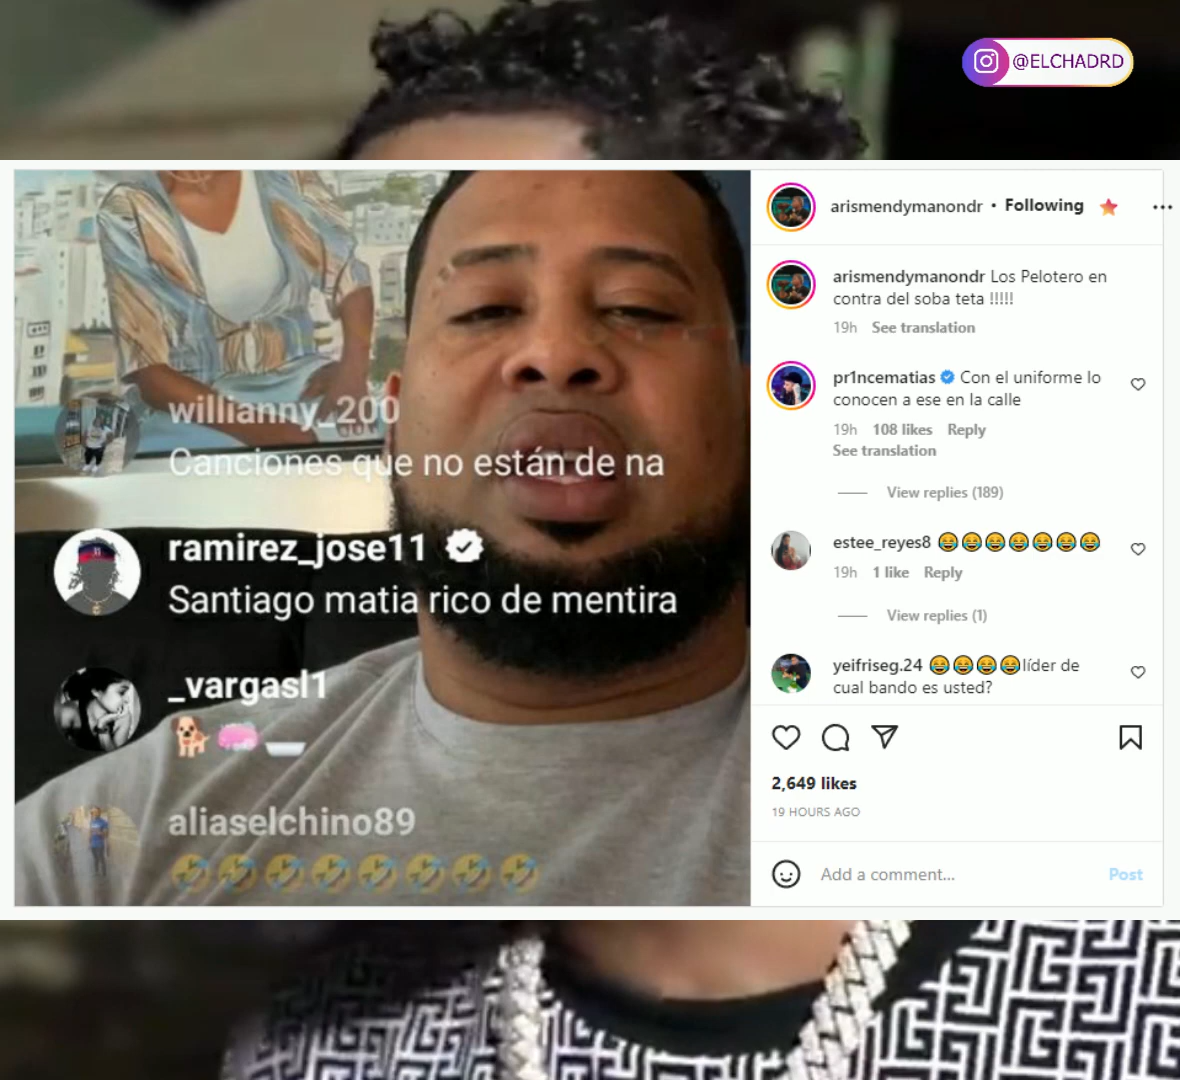 @ELCHADRD
willianny_200
Canciones que no están de na
ramirez_jose11
Santiago matia rico de mentira
_vargasl1
🐕🧼🛁
aliaselchino89
🤣🤣🤣🤣🤣🤣🤣🤣
arismendymanondr • Following
arismendymanondr Los Pelotero en
contra del soba teta !!!!!
19h See translation
pr1ncematias Con el uniforme lo
conocen a ese en la calle
19h 108 likes Reply
See translation
View replies (189)
estee_reyes8 😂😂😂😂😂😂😂
19h 1 like Reply
View replies (1)
yeifriseg.24 😂😂😂😂líder de
cual bando es usted?
2,649 likes
19 HOURS AGO
Add a comment... Post